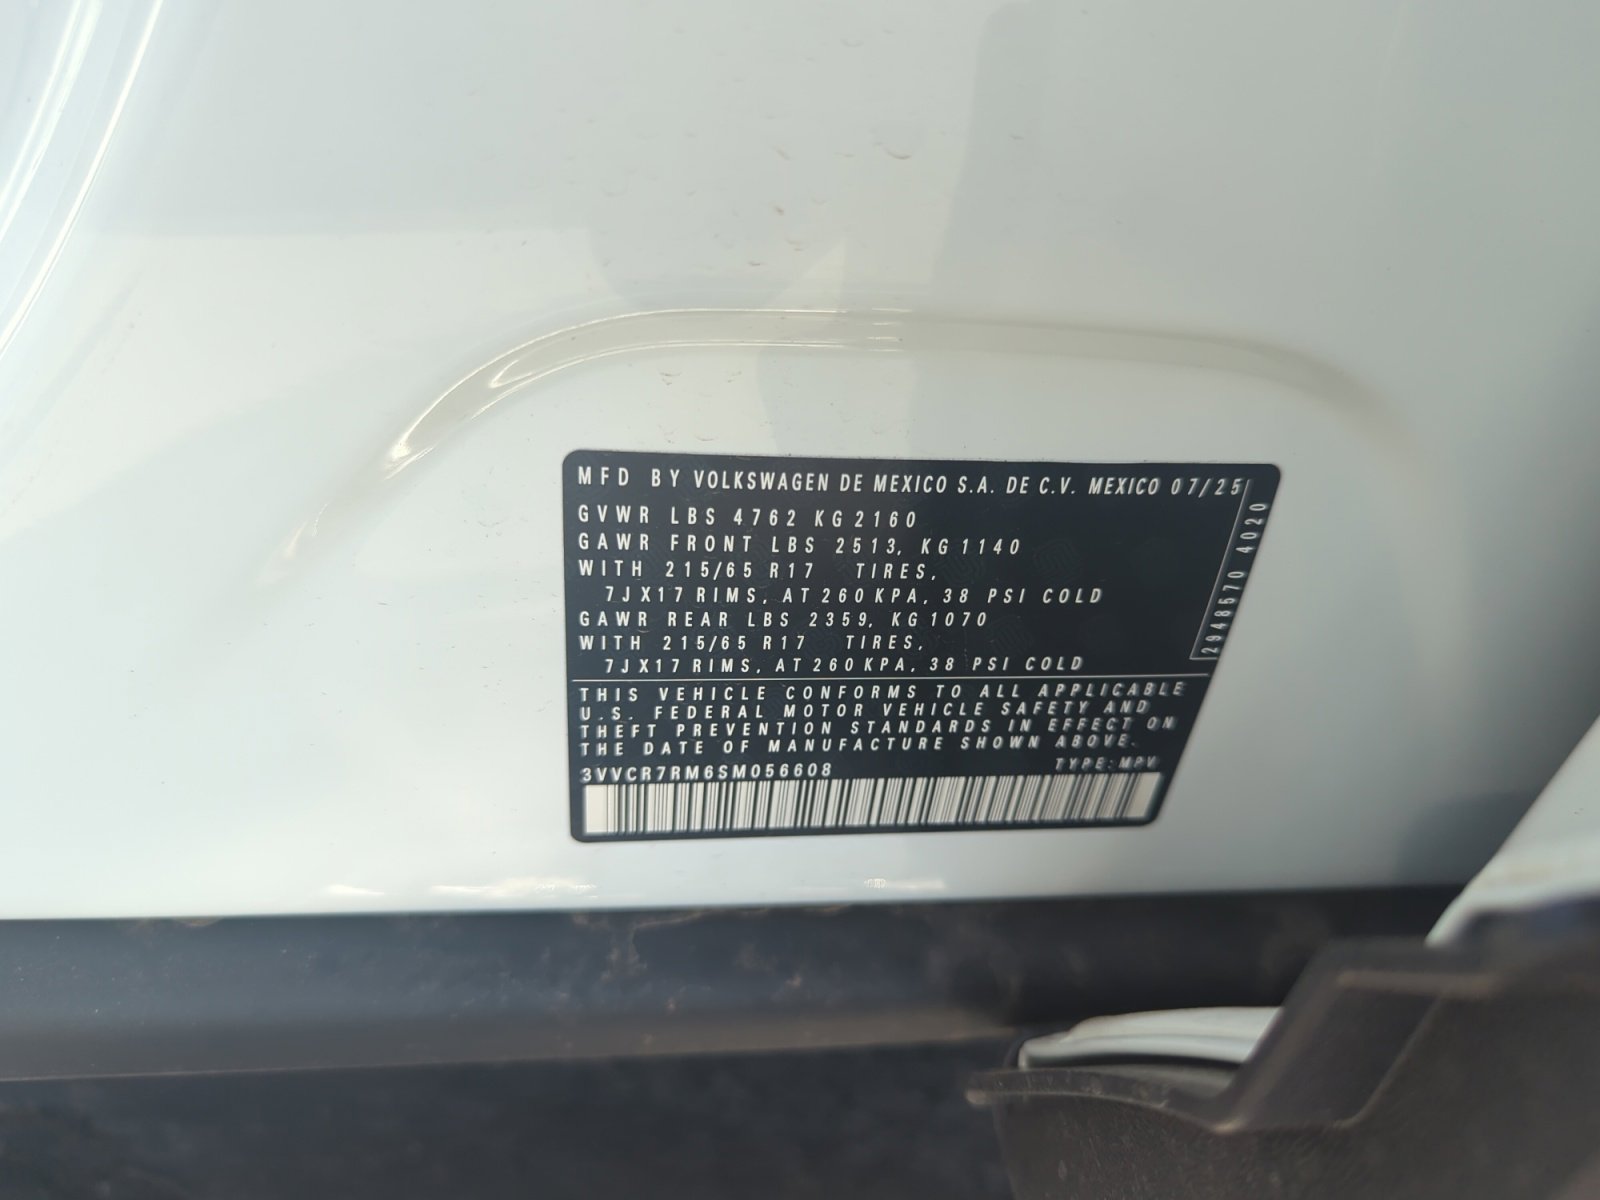 MFD BY VOLKSWAGEN DE MEXICO S.A. DE C.V. MEXICO 07/25
GVWR LBS 4762 KG 2160
GAWR FRONT LBS 2513, KG 1140
WITH 215/65 R17 TIRES,
7JX17 RIMS, AT 260 KPA, 38 PSI COLD
GAWR REAR LBS 2359, KG 1070
WITH 215/65 R17 TIRES,
7JX17 RIMS, AT 260 KPA, 38 PSI COLD
2948570 4020
THIS VEHICLE CONFORMS TO ALL APPLICABLE
U.S. FEDERAL MOTOR VEHICLE SAFETY AND
THEFT PREVENTION STANDARDS IN EFFECT ON
THE DATE OF MANUFACTURE SHOWN ABOVE.
3VVCR7RM6SM056608 TYPE: MPV